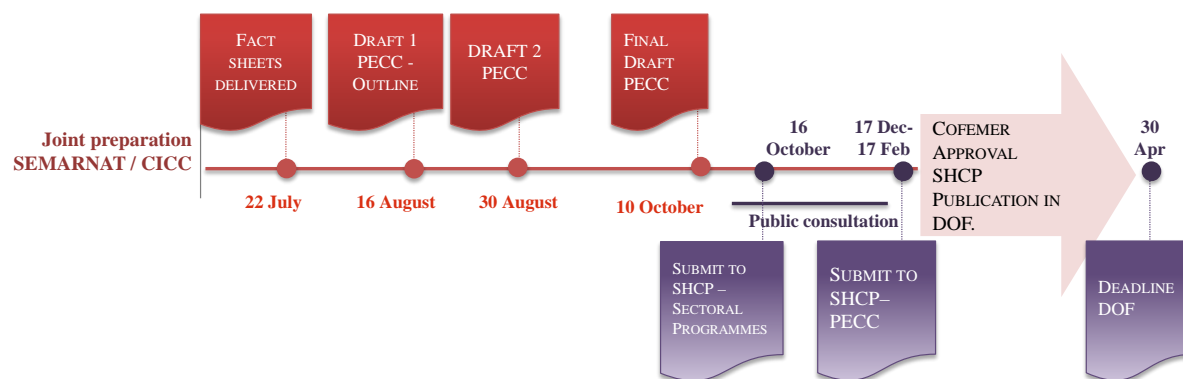 FACT
SHEETS
DELIVERED
DRAFT 1
PECC -
OUTLINE
DRAFT 2
PECC
FINAL
DRAFT
PECC
Joint preparation
SEMARNAT / CICC
16
October
17 Dec-
17 Feb
COFEMER
APPROVAL
SHCP
PUBLICATION IN
DOF.
30
Apr
22 July
16 August
30 August
10 October
Public consultation
SUBMIT TO
SHCP –
SECTORAL
PROGRAMMES
SUBMIT TO
SHCP–
PECC
DEADLINE
DOF